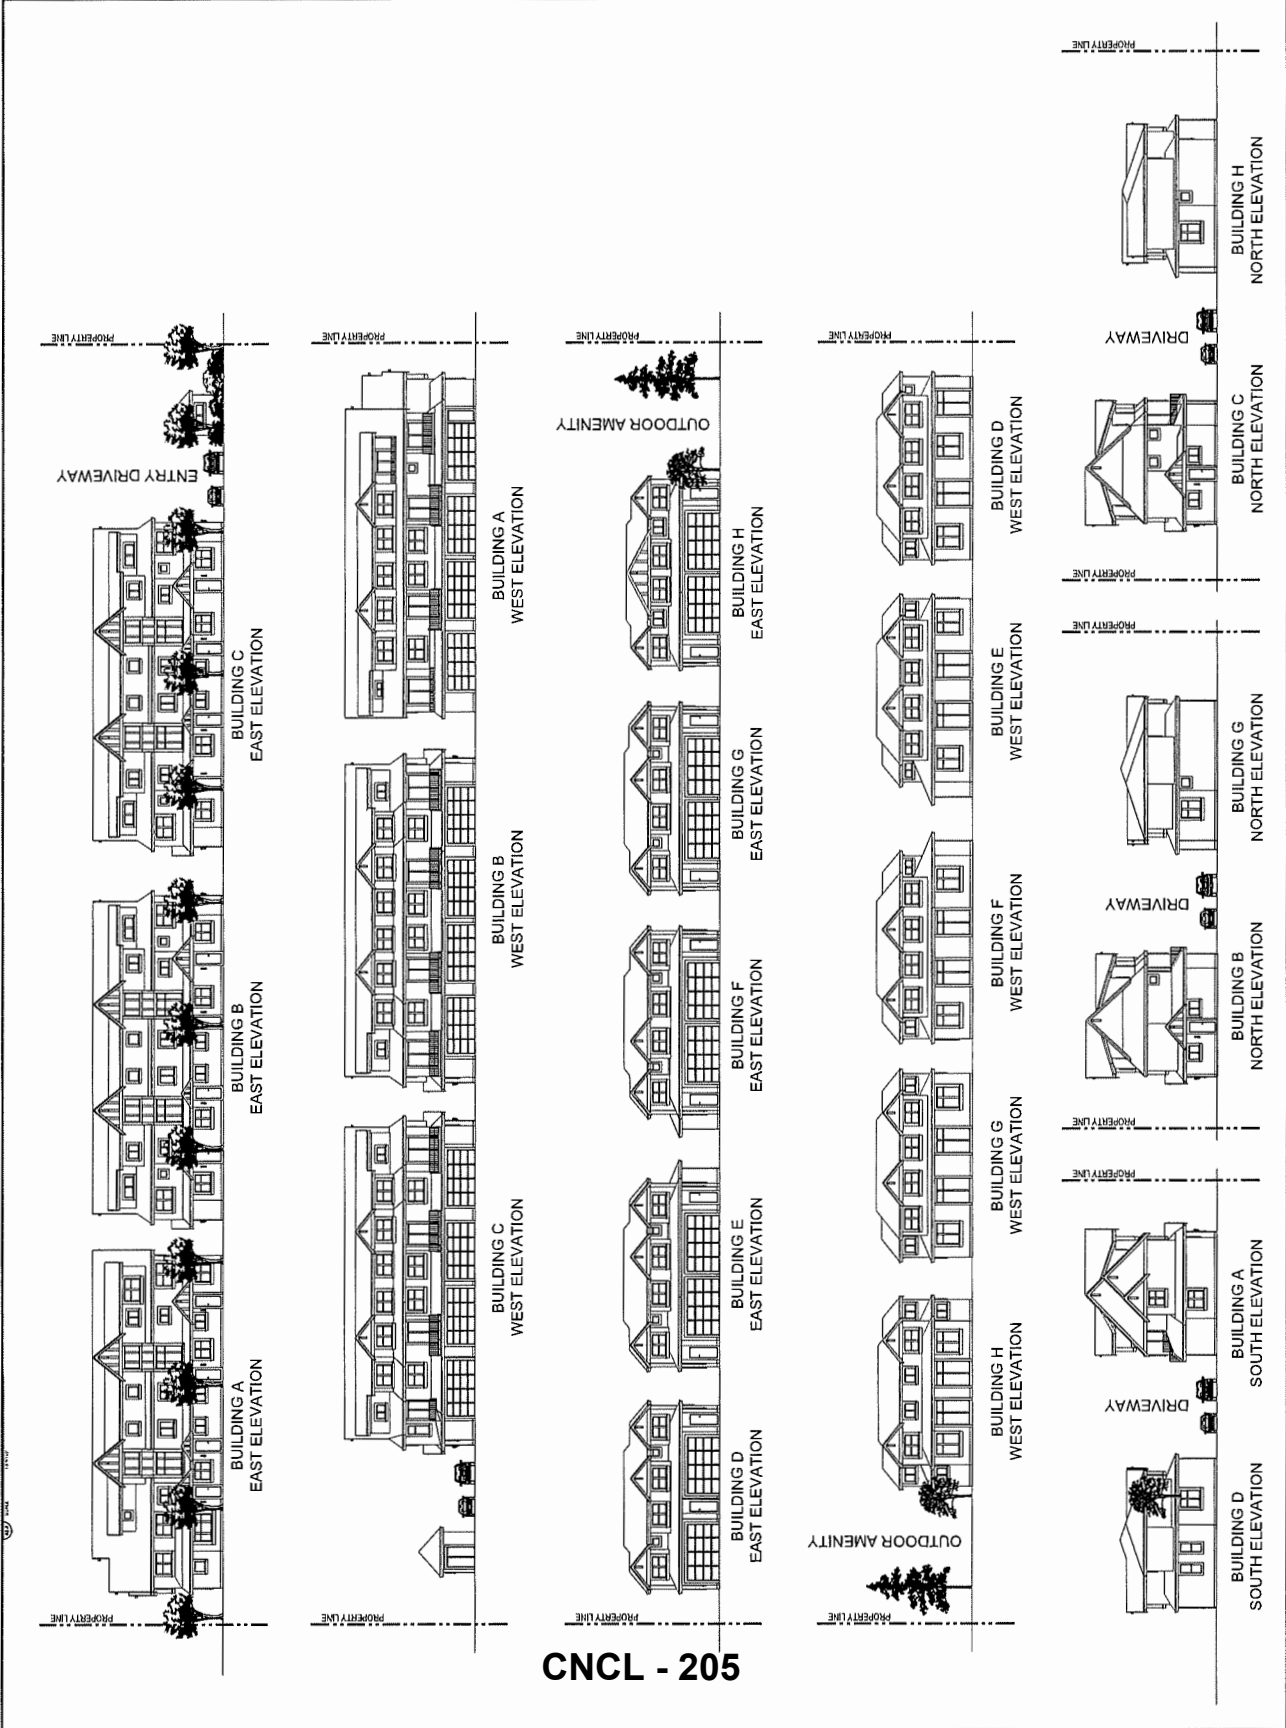 PROPERTY LINE
ENTRY DRIVEWAY
BUILDING C
EAST ELEVATION
BUILDING B
EAST ELEVATION
BUILDING A
EAST ELEVATION
PROPERTY LINE
PROPERTY LINE
BUILDING A
WEST ELEVATION
BUILDING B
WEST ELEVATION
BUILDING C
WEST ELEVATION
PROPERTY LINE
PROPERTY LINE
OUTDOOR AMENITY
BUILDING H
EAST ELEVATION
BUILDING G
EAST ELEVATION
BUILDING F
EAST ELEVATION
BUILDING E
EAST ELEVATION
BUILDING D
EAST ELEVATION
PROPERTY LINE
PROPERTY LINE
BUILDING D
WEST ELEVATION
BUILDING E
WEST ELEVATION
BUILDING F
WEST ELEVATION
BUILDING G
WEST ELEVATION
BUILDING H
WEST ELEVATION
OUTDOOR AMENITY
PROPERTY LINE
PROPERTY LINE
BUILDING H
NORTH ELEVATION
DRIVEWAY
BUILDING C
NORTH ELEVATION
PROPERTY LINE
PROPERTY LINE
BUILDING G
NORTH ELEVATION
DRIVEWAY
BUILDING B
NORTH ELEVATION
PROPERTY LINE
PROPERTY LINE
BUILDING A
SOUTH ELEVATION
DRIVEWAY
BUILDING D
SOUTH ELEVATION
CNCL - 205